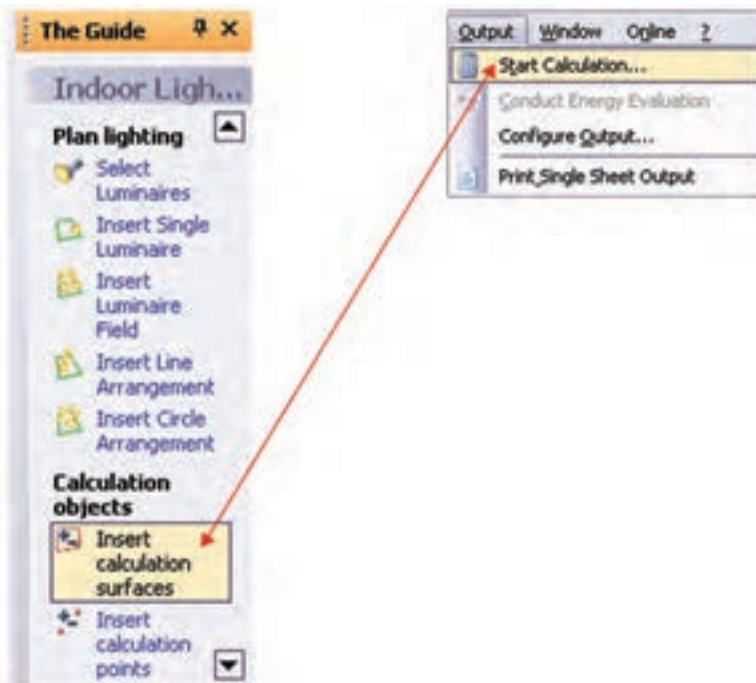 The Guide
Indoor Ligh...
Plan lighting
Select
Luminaires
Insert Single
Luminaire
Insert
Luminaire
Field
Insert Line
Arrangement
Insert Circle
Arrangement
Calculation
objects
Insert
calculation
surfaces
Insert
calculation
points
Output Window Online ?
Start Calculation...
Conduct Energy Evaluation
Configure Output...
Print Single Sheet Output